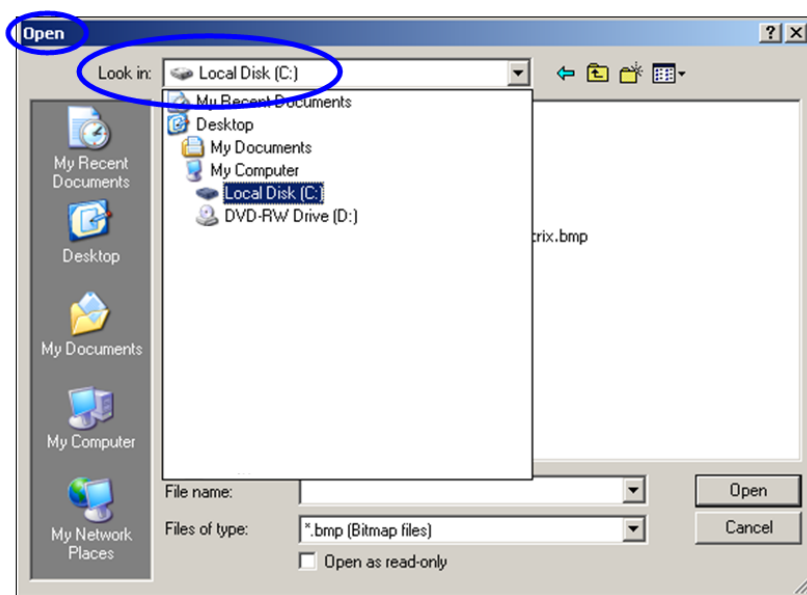 Open
Look in:
Local Disk (C:)
My Recent Documents
Desktop
My Documents
My Computer
Local Disk (C:)
DVD-RW Drive (D:)
trix.bmp
My Recent
Documents
Desktop
My Documents
My Computer
My Network
Places
File name:
Open
Files of type:
*.bmp (Bitmap files)
Cancel
Open as read-only